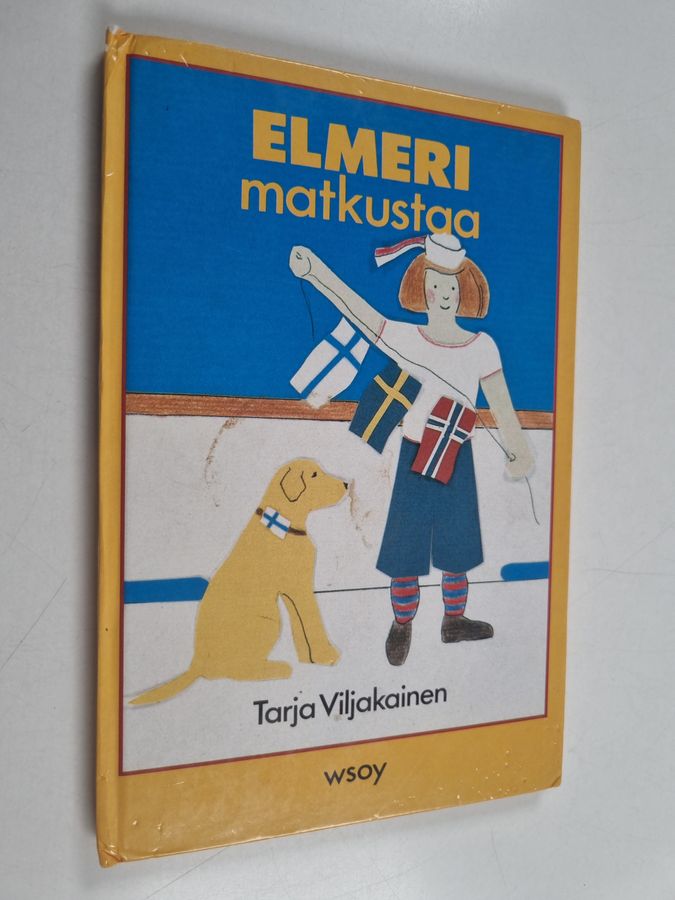 ELMERI
matkustaa
Tarja Viljakainen
wsoy